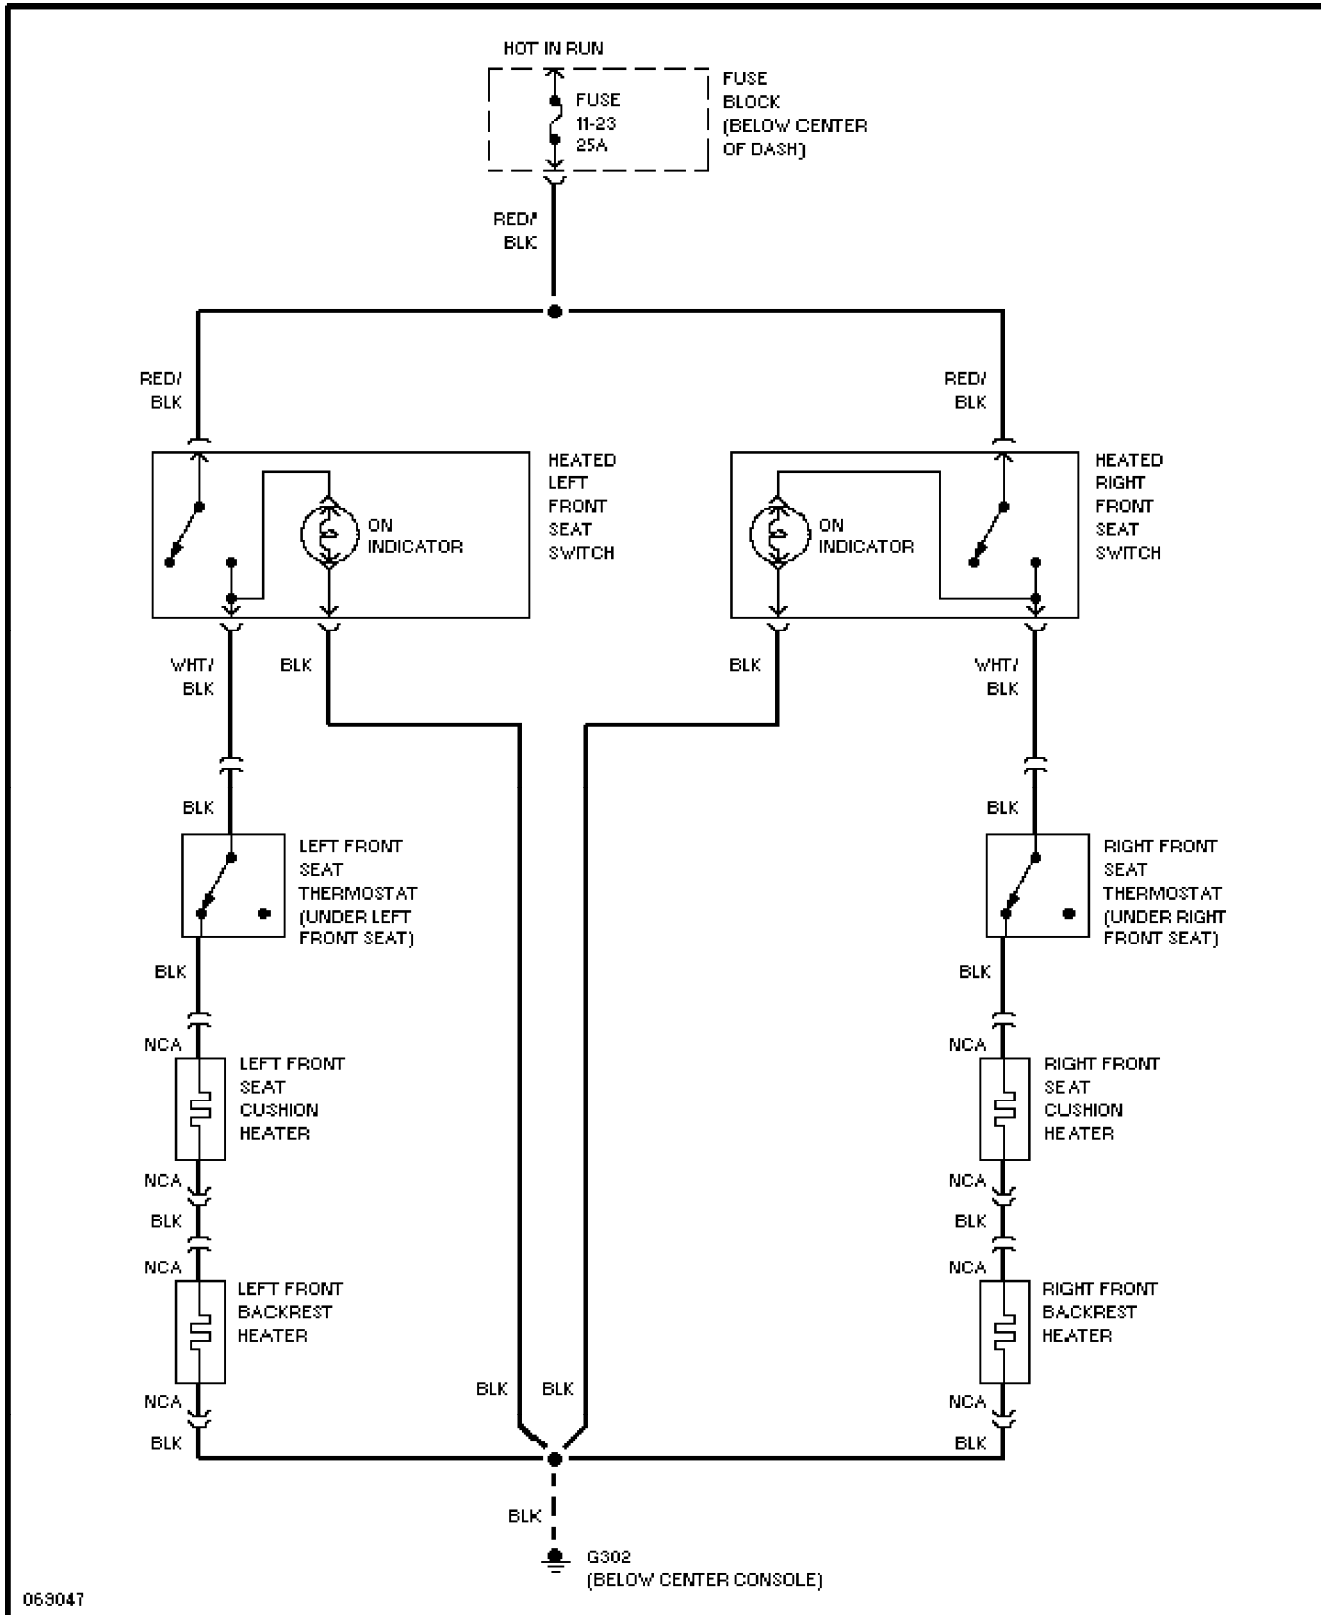 HOT IN RUN
FUSE
11-23
25A
FUSE
BLOCK
(BELOW CENTER
OF DASH)
RED/
BLK
RED/
BLK
RED/
BLK
HEATED
LEFT
FRONT
SEAT
SWITCH
ON
INDICATOR
ON
INDICATOR
HEATED
RIGHT
FRONT
SEAT
SWITCH
WHT/
BLK
BLK
BLK
WHT/
BLK
BLK
LEFT FRONT
SEAT
THERMOSTAT
(UNDER LEFT
FRONT SEAT)
BLK
RIGHT FRONT
SEAT
THERMOSTAT
(UNDER RIGHT
FRONT SEAT)
BLK
BLK
NCA
LEFT FRONT
SEAT
CUSHION
HEATER
NCA
RIGHT FRONT
SEAT
CUSHION
HEATER
NCA
BLK
NCA
BLK
NCA
LEFT FRONT
BACKREST
HEATER
NCA
RIGHT FRONT
BACKREST
HEATER
NCA
BLK
BLK
BLK
NCA
BLK
BLK
G302
(BELOW CENTER CONSOLE)
069047